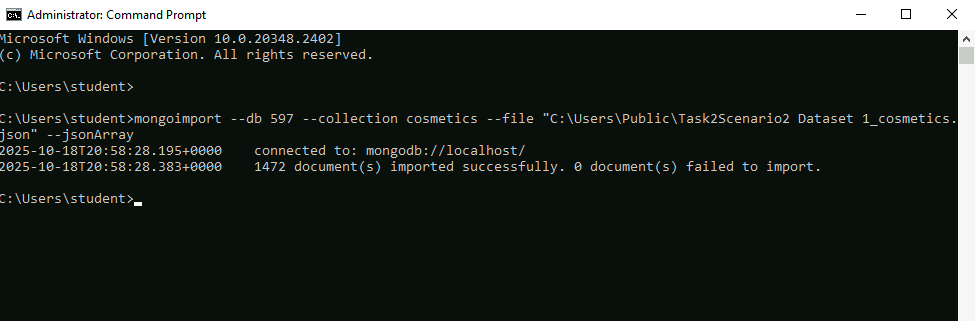 Administrator: Command Prompt
Microsoft Windows [Version 10.0.20348.2402]
(c) Microsoft Corporation. All rights reserved.
C:\Users\student>
C:\Users\student>mongoimport --db 597 --collection cosmetics --file "C:\Users\Public\Task2Scenario2 Dataset 1_cosmetics.
json" --jsonArray
2025-10-18T20:58:28.195+0000    connected to: mongodb://localhost/
2025-10-18T20:58:28.383+0000    1472 document(s) imported successfully. 0 document(s) failed to import.
C:\Users\student>